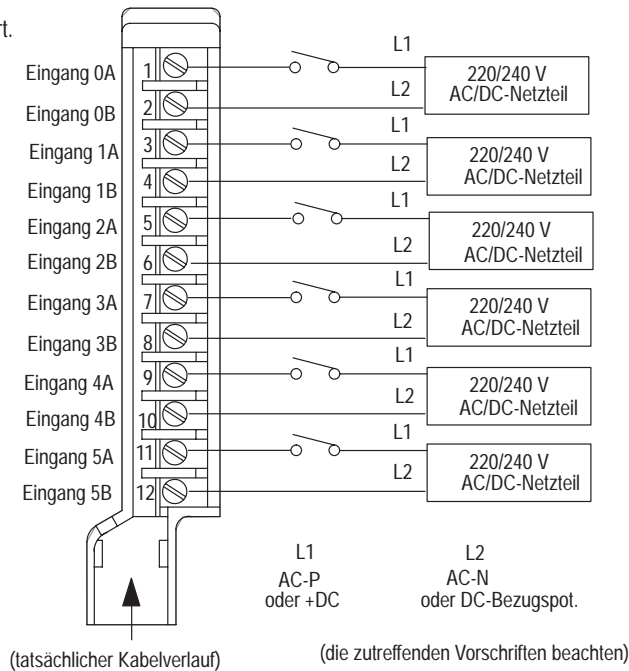 rt.
L1
Eingang 0A
1
220/240 V
AC/DC-Netzteil
L2
Eingang 0B
2
L1
Eingang 1A
3
220/240 V
AC/DC-Netzteil
L2
Eingang 1B
4
L1
Eingang 2A
5
220/240 V
AC/DC-Netzteil
L2
Eingang 2B
6
L1
Eingang 3A
7
220/240 V
AC/DC-Netzteil
L2
Eingang 3B
8
L1
Eingang 4A
9
220/240 V
AC/DC-Netzteil
L2
Eingang 4B
10
L1
Eingang 5A
11
220/240 V
AC/DC-Netzteil
L2
Eingang 5B
12
L1
AC-P
oder +DC
L2
AC-N
oder DC-Bezugspot.
(tatsächlicher Kabelverlauf)
(die zutreffenden Vorschriften beachten)